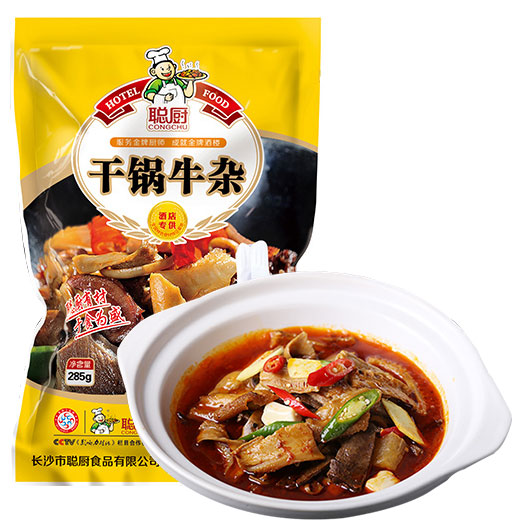 HOTEL FOOD
聪厨
CONGCHU
服务金牌厨师 成就金牌酒楼
干锅牛杂
酒店
专供
净含量
285g
聪厨
CCTV
长沙市聪厨食品有限公司